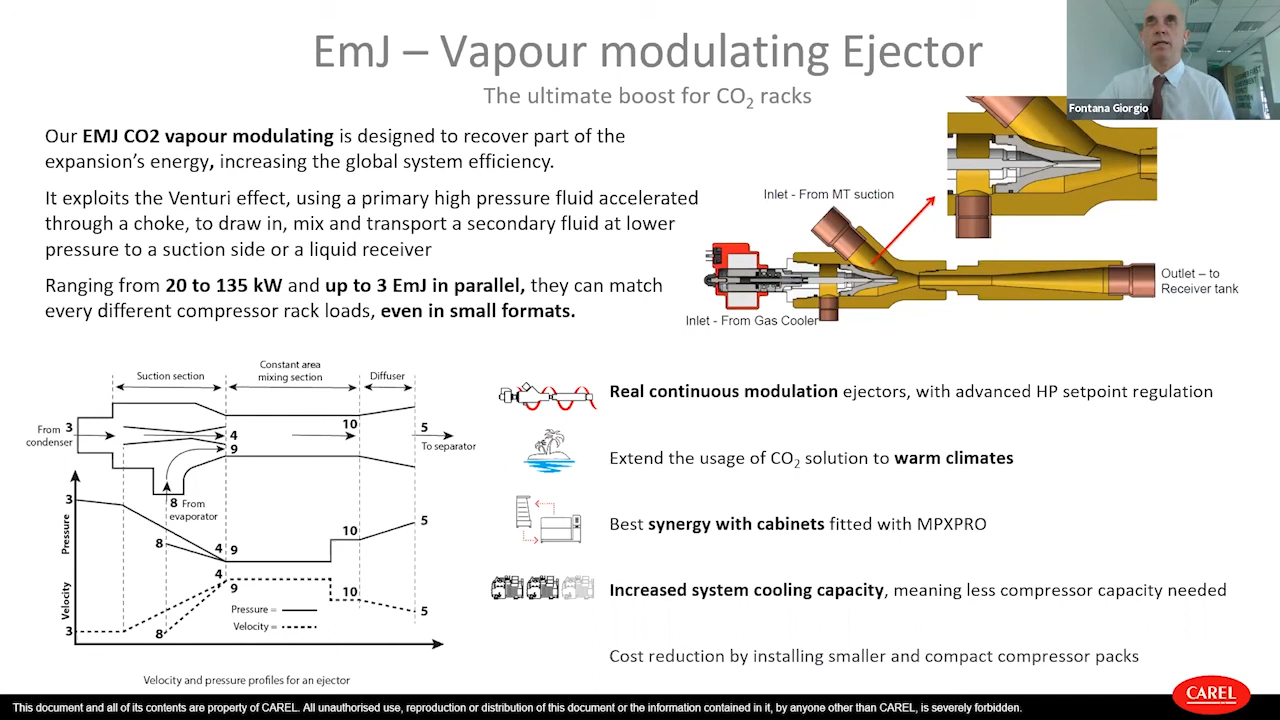 EmJ – Vapour modulating Ejector
The ultimate boost for CO₂ racks
Fontana Giorgio
Our EMJ CO2 vapour modulating is designed to recover part of the
expansion’s energy, increasing the global system efficiency.
It exploits the Venturi effect, using a primary high pressure fluid accelerated
through a choke, to draw in, mix and transport a secondary fluid at lower
pressure to a suction side or a liquid receiver
Ranging from 20 to 135 kW and up to 3 EmJ in parallel, they can match
every different compressor rack loads, even in small formats.
Inlet - From MT suction
Outlet – to
Receiver tank
Inlet - From Gas Cooler
Suction section
Constant area
mixing section
Diffuser
From
condenser
3
4
9
10
5
To separator
8 From
evaporator
Pressure
3
8
4
9
10
5
Velocity
4
9
10
5
3
8
Pressure =
Velocity =
Velocity and pressure profiles for an ejector
Real continuous modulation ejectors, with advanced HP setpoint regulation
Extend the usage of CO₂ solution to warm climates
Best synergy with cabinets fitted with MPXPRO
Increased system cooling capacity, meaning less compressor capacity needed
Cost reduction by installing smaller and compact compressor packs
CAREL
This document and all of its contents are property of CAREL. All unauthorised use, reproduction or distribution of this document or the information contained in it, by anyone other than CAREL, is severely forbidden.